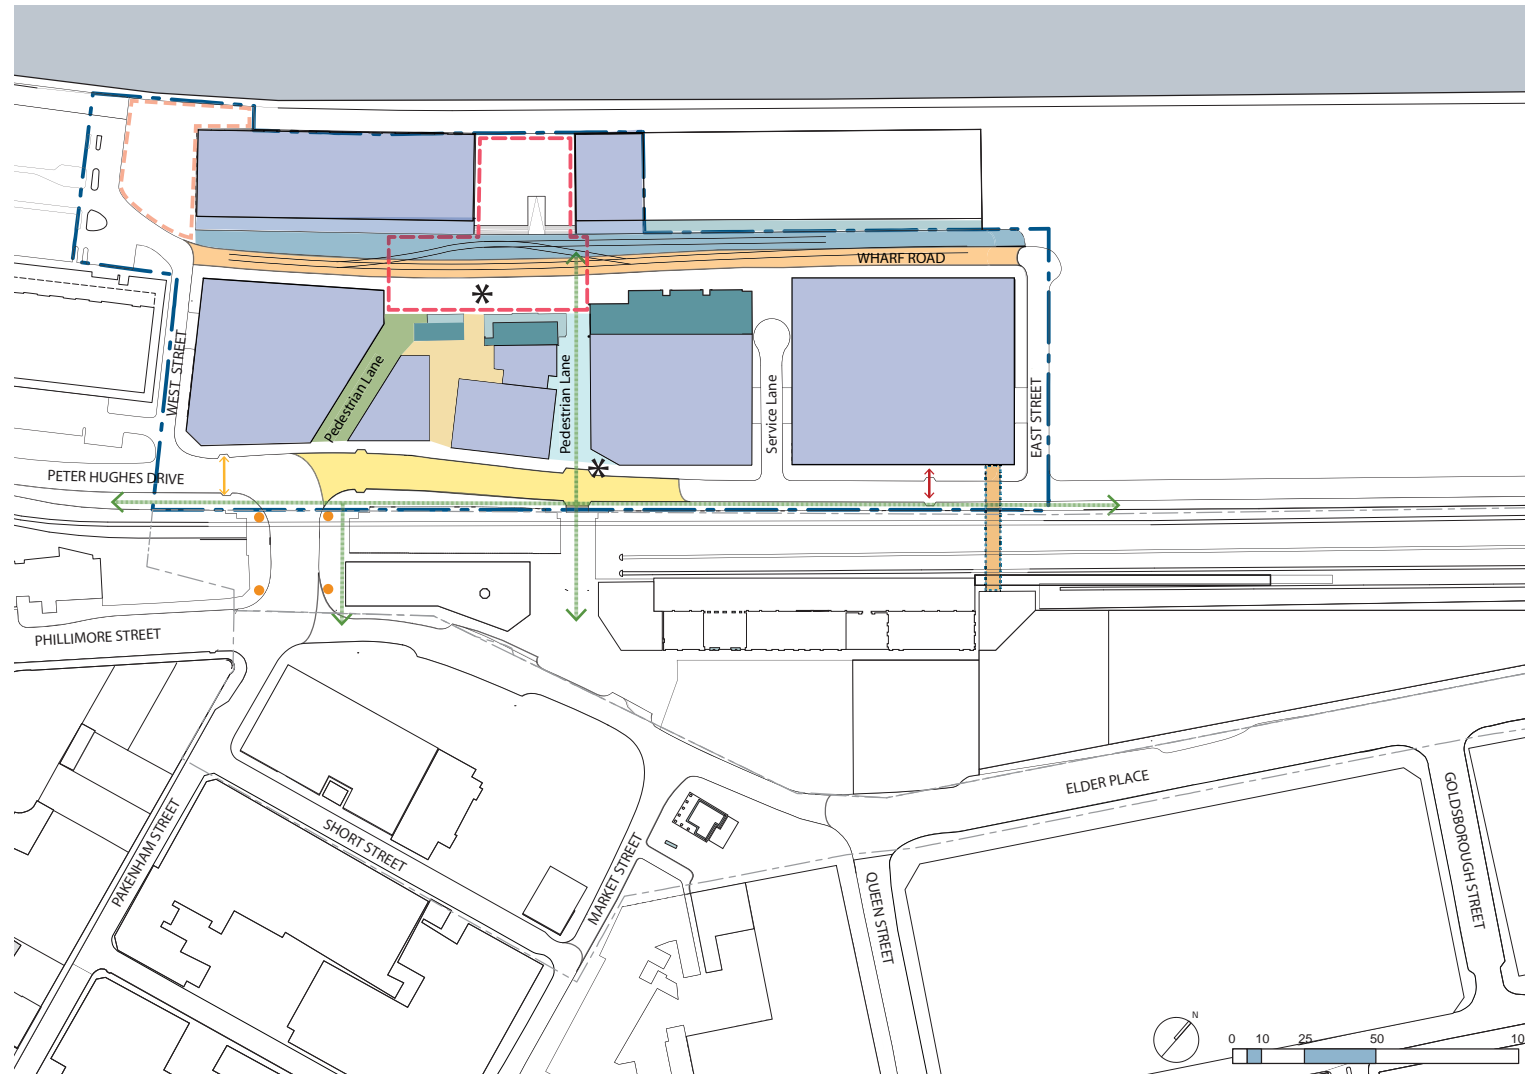 WHARF ROAD
WEST STREET
Pedestrian Lane
Pedestrian Lane
Service Lane
EAST STREET
PETER HUGHES DRIVE
PHILLIMORE STREET
PAKENHAM STREET
SHORT STREET
MARKET STREET
ELDER PLACE
QUEEN STREET
GOLDSBOROUGH STREET
N
0 10 25 50 10